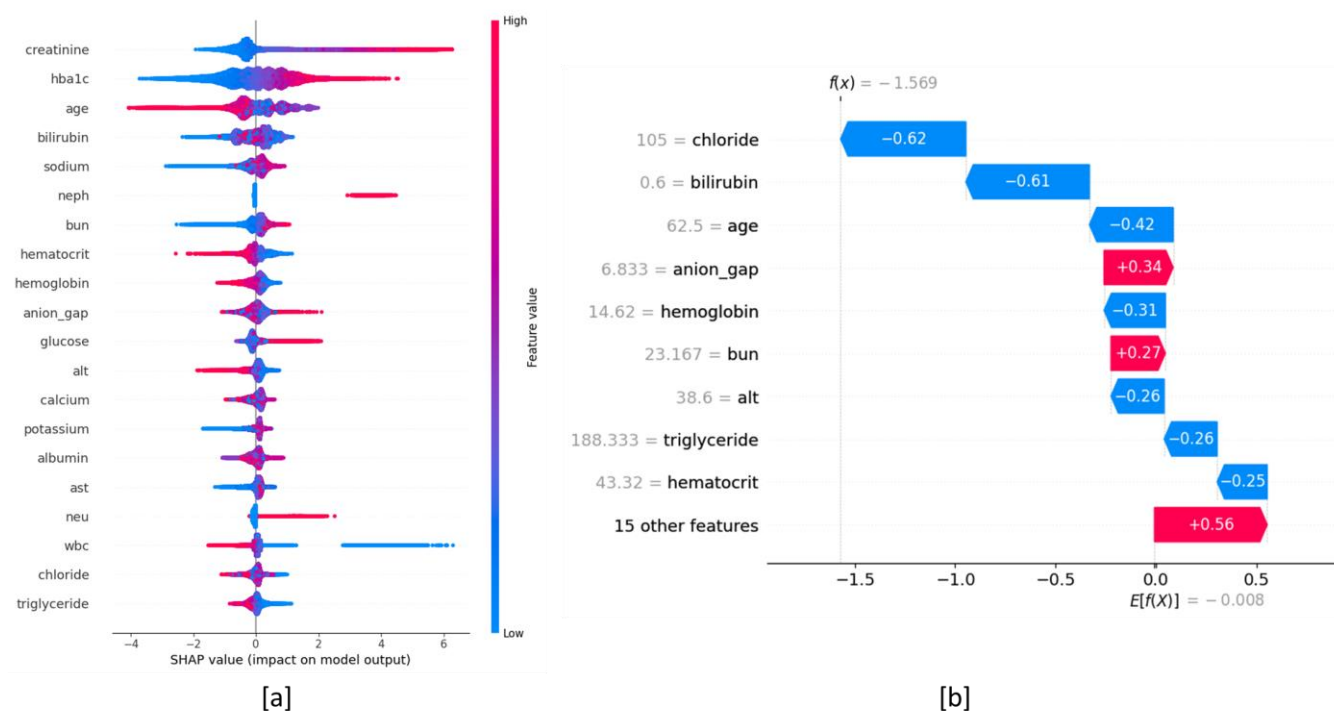 High
creatinine
hba1c
age
bilirubin
sodium
neph
bun
hematocrit
hemoglobin
anion_gap
glucose
alt
calcium
potassium
albumin
ast
neu
wbc
chloride
triglyceride
Feature value
Low
−4 −2 0 2 4 6
SHAP value (impact on model output)
[a]
f(x) = −1.569
105 = chloride −0.62
0.6 = bilirubin −0.61
62.5 = age −0.42
6.833 = anion_gap +0.34
14.62 = hemoglobin −0.31
23.167 = bun +0.27
38.6 = alt −0.26
188.333 = triglyceride −0.26
43.32 = hematocrit −0.25
15 other features +0.56
−1.5 −1.0 −0.5 0.0 0.5
E[f(X)] = −0.008
[b]